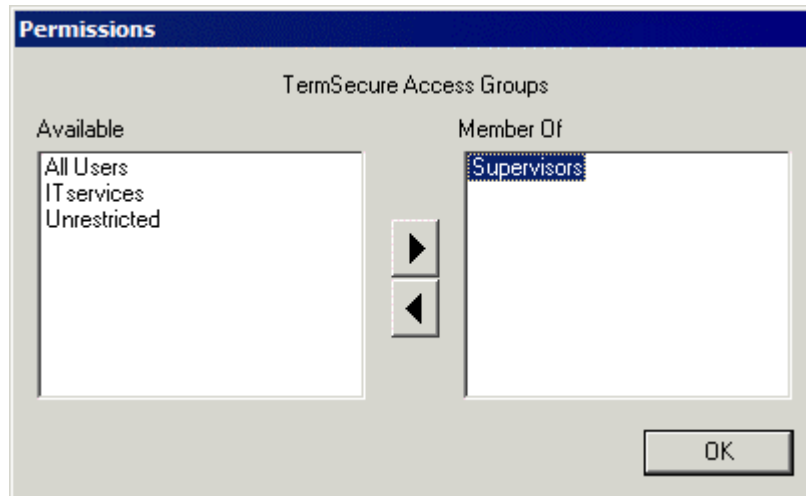 Permissions
TermSecure Access Groups
Available
Member Of
All Users
ITservices
Unrestricted
Supervisors
OK